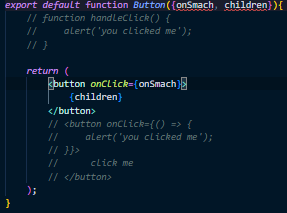 export default function Button({onSmach, children}){
    // function handleClick() {
    //     alert('you clicked me');
    // }

    return (
        <button onClick={onSmach}>
            {children}
        </button>
        // <button onClick={() => {
        //     alert('you clicked me');
        // }}>
        //      click me
        // </button>
    );
}